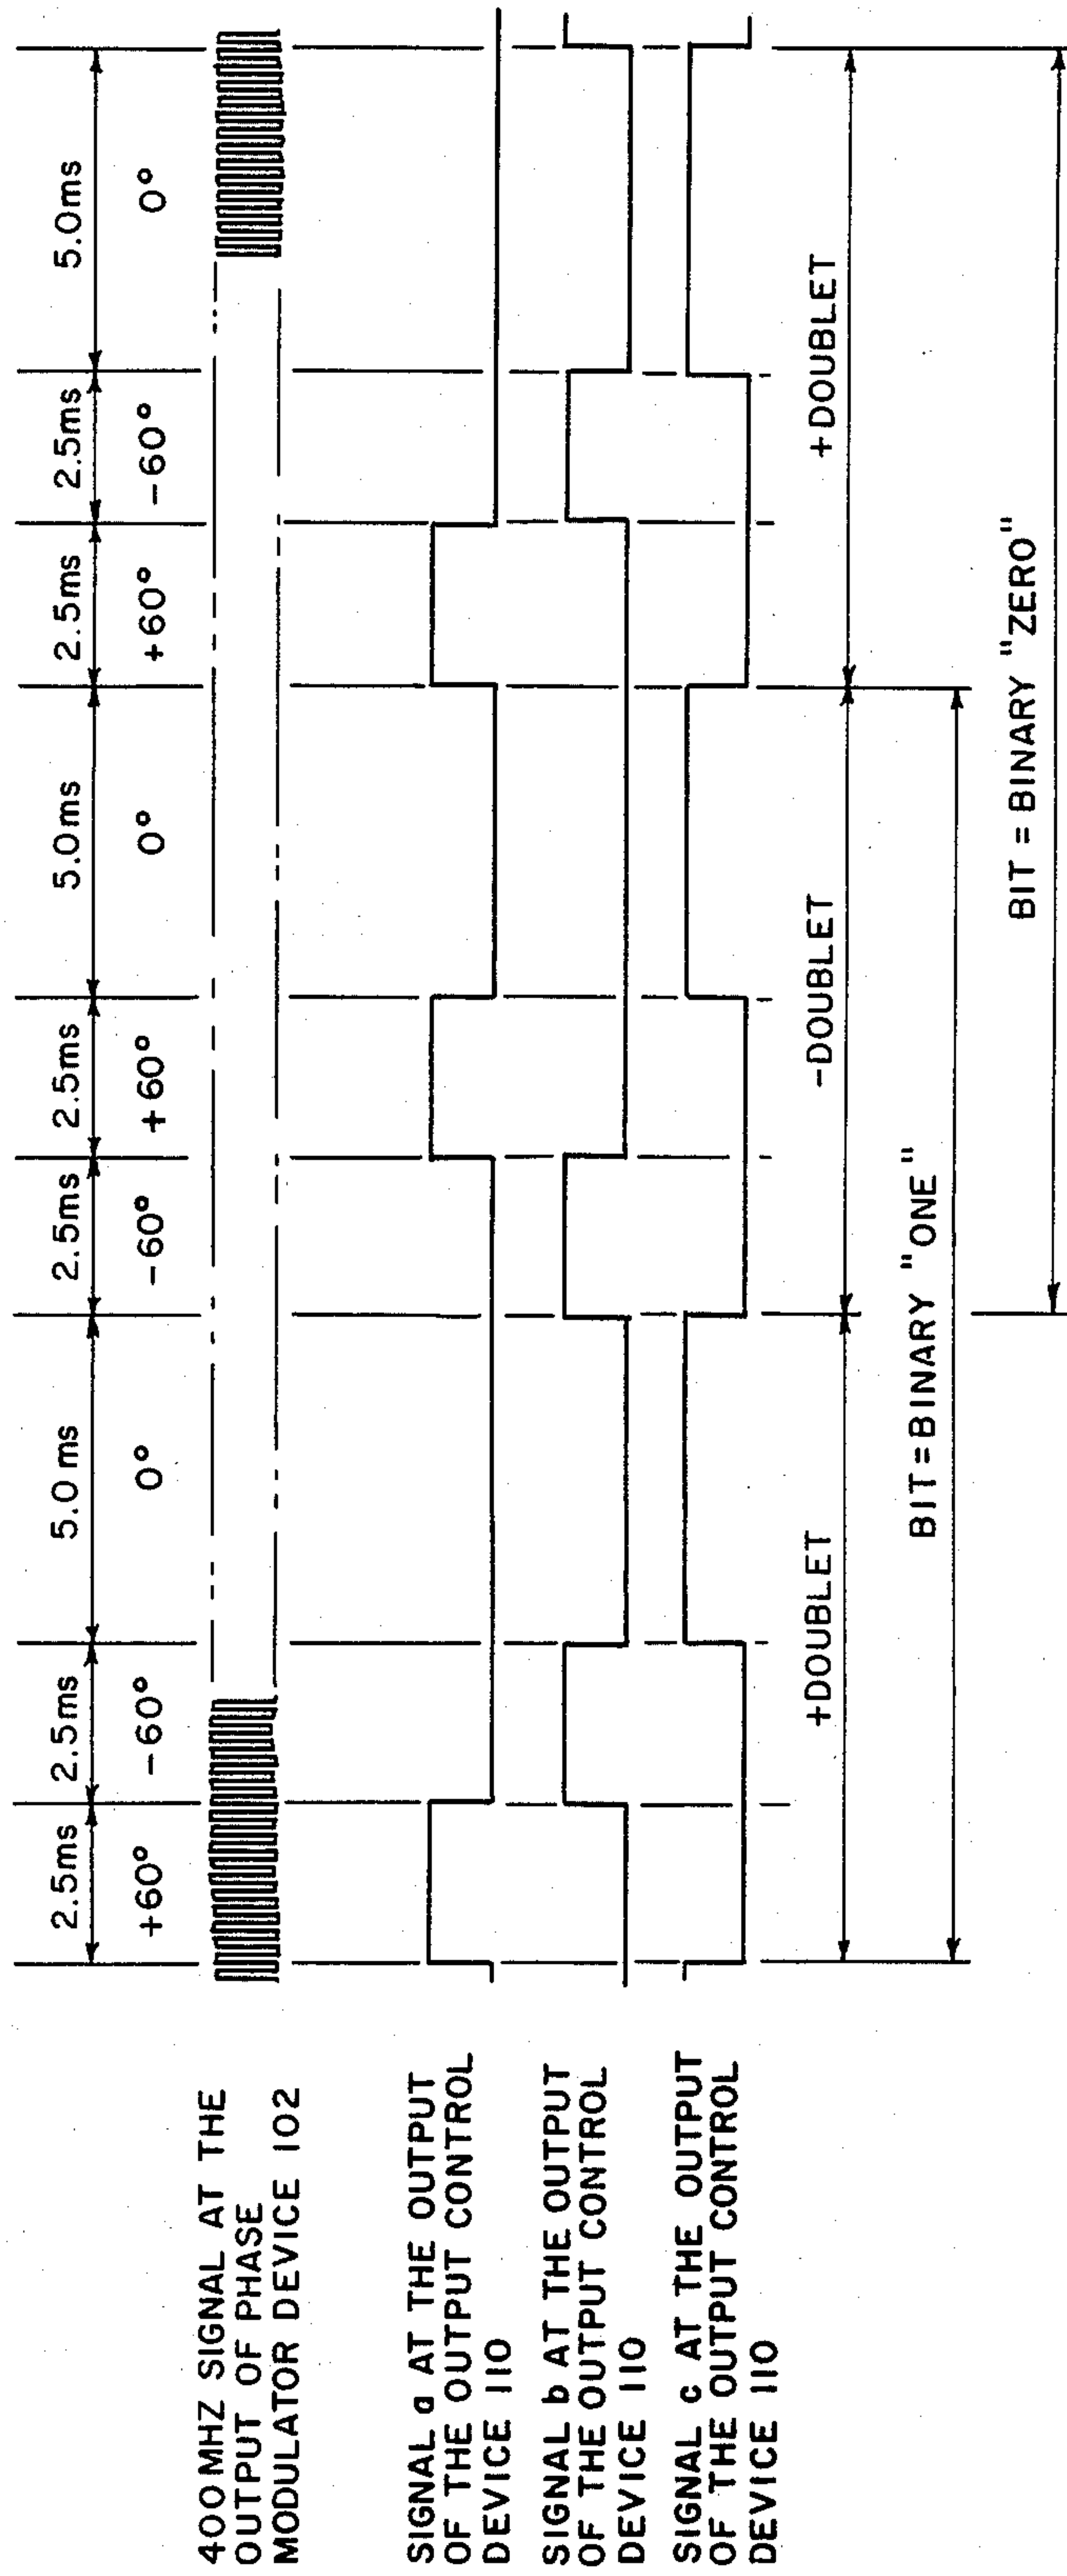 2.5ms 2.5ms 5.0 ms 2.5ms 2.5ms 5.0ms 2.5ms 2.5ms 5.0ms
+60° −60° 0° −60° +60° 0° +60° −60° 0°
400MHZ SIGNAL AT THE
OUTPUT OF PHASE
MODULATOR DEVICE 102
SIGNAL a AT THE OUTPUT
OF THE OUTPUT CONTROL
DEVICE 110
SIGNAL b AT THE OUTPUT
OF THE OUTPUT CONTROL
DEVICE 110
SIGNAL c AT THE OUTPUT
OF THE OUTPUT CONTROL
DEVICE 110
+DOUBLET -DOUBLET +DOUBLET
BIT=BINARY "ONE"
BIT = BINARY "ZERO"